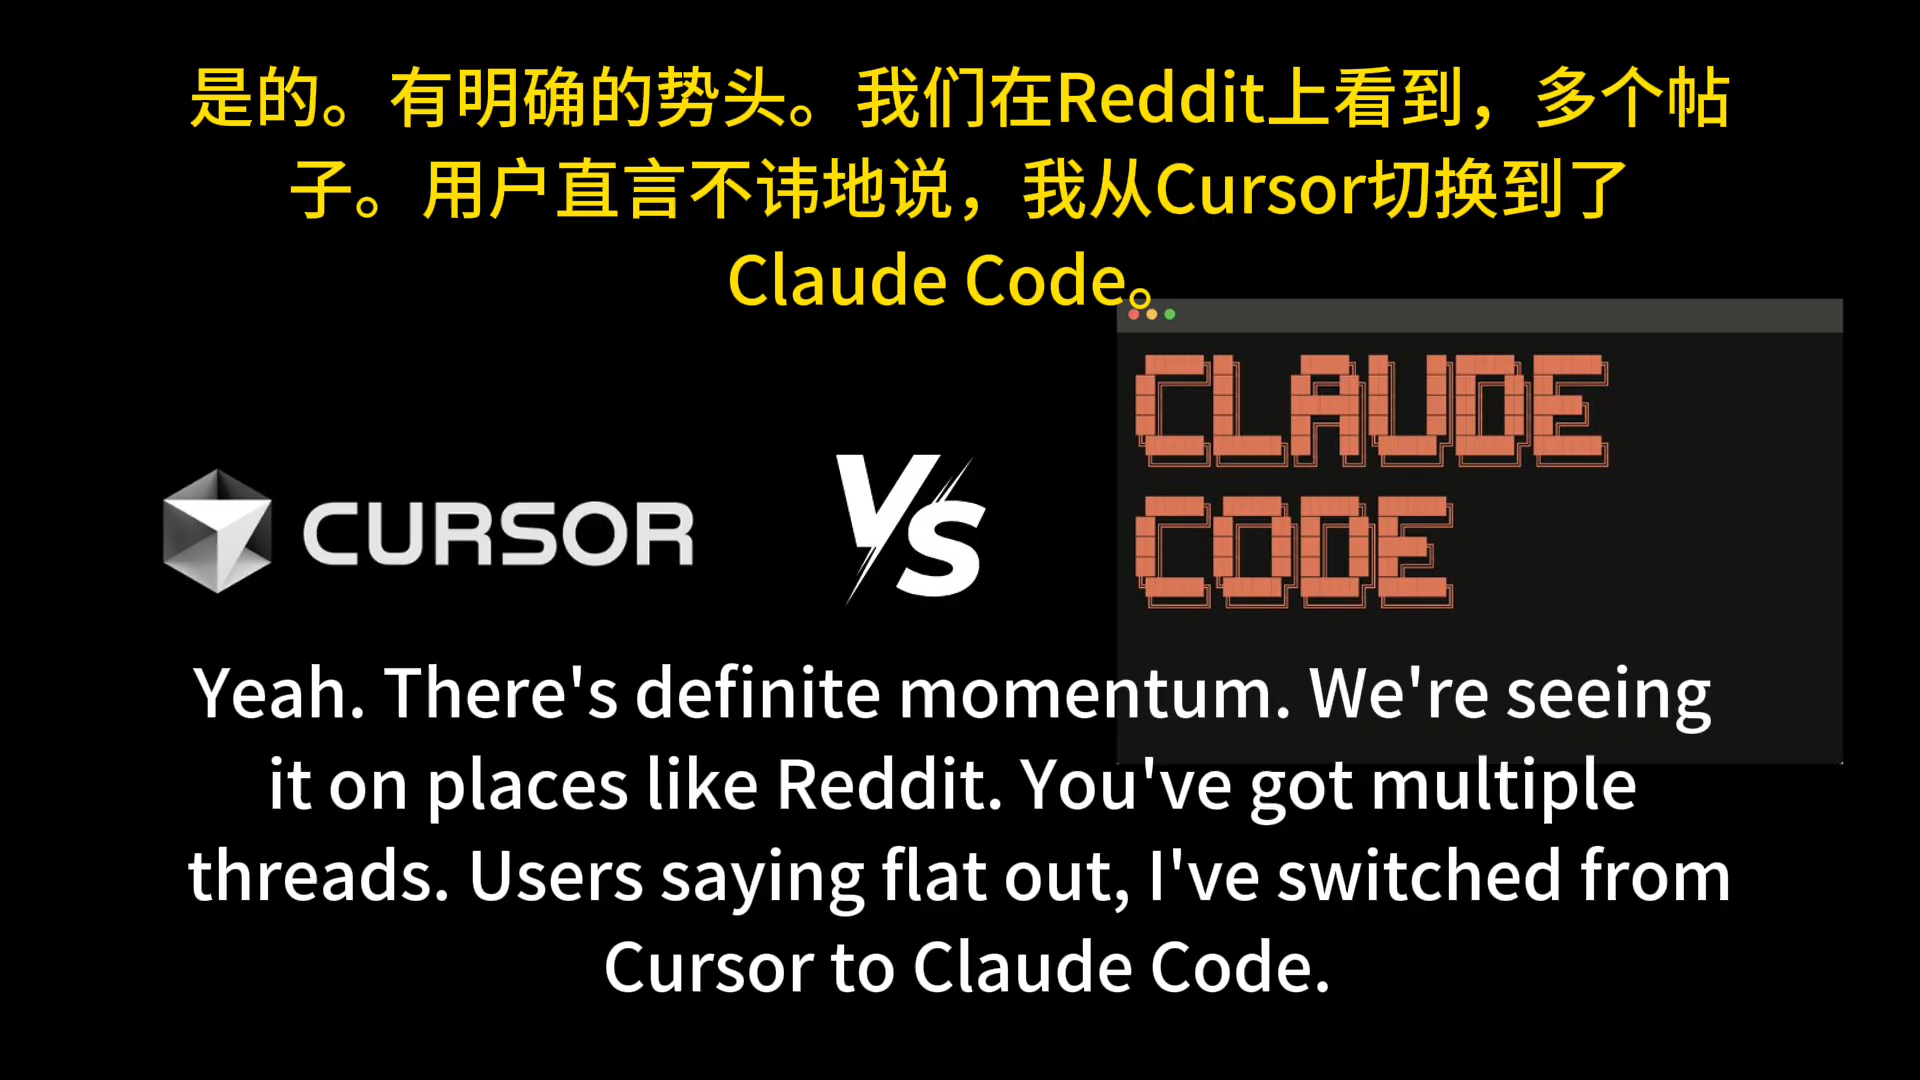 是的。有明确的势头。我们在Reddit上看到，多个帖
子。用户直言不讳地说，我从Cursor切换到了
Claude Code。
CURSOR
VS
CLAUDE
CODE
Yeah. There's definite momentum. We're seeing
it on places like Reddit. You've got multiple
threads. Users saying flat out, I've switched from
Cursor to Claude Code.